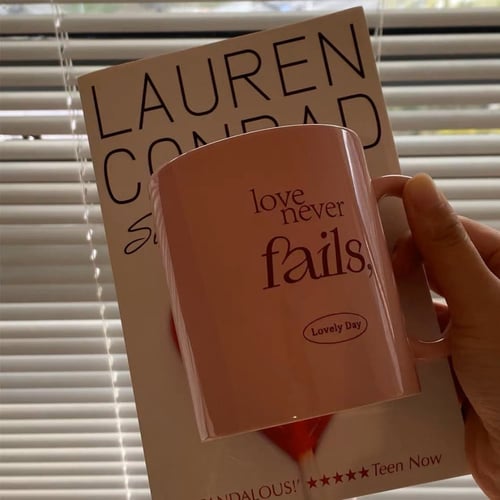 LAUREN
CONRAD
love
never
fails,
Lovely Day
★★★★★ Teen Now